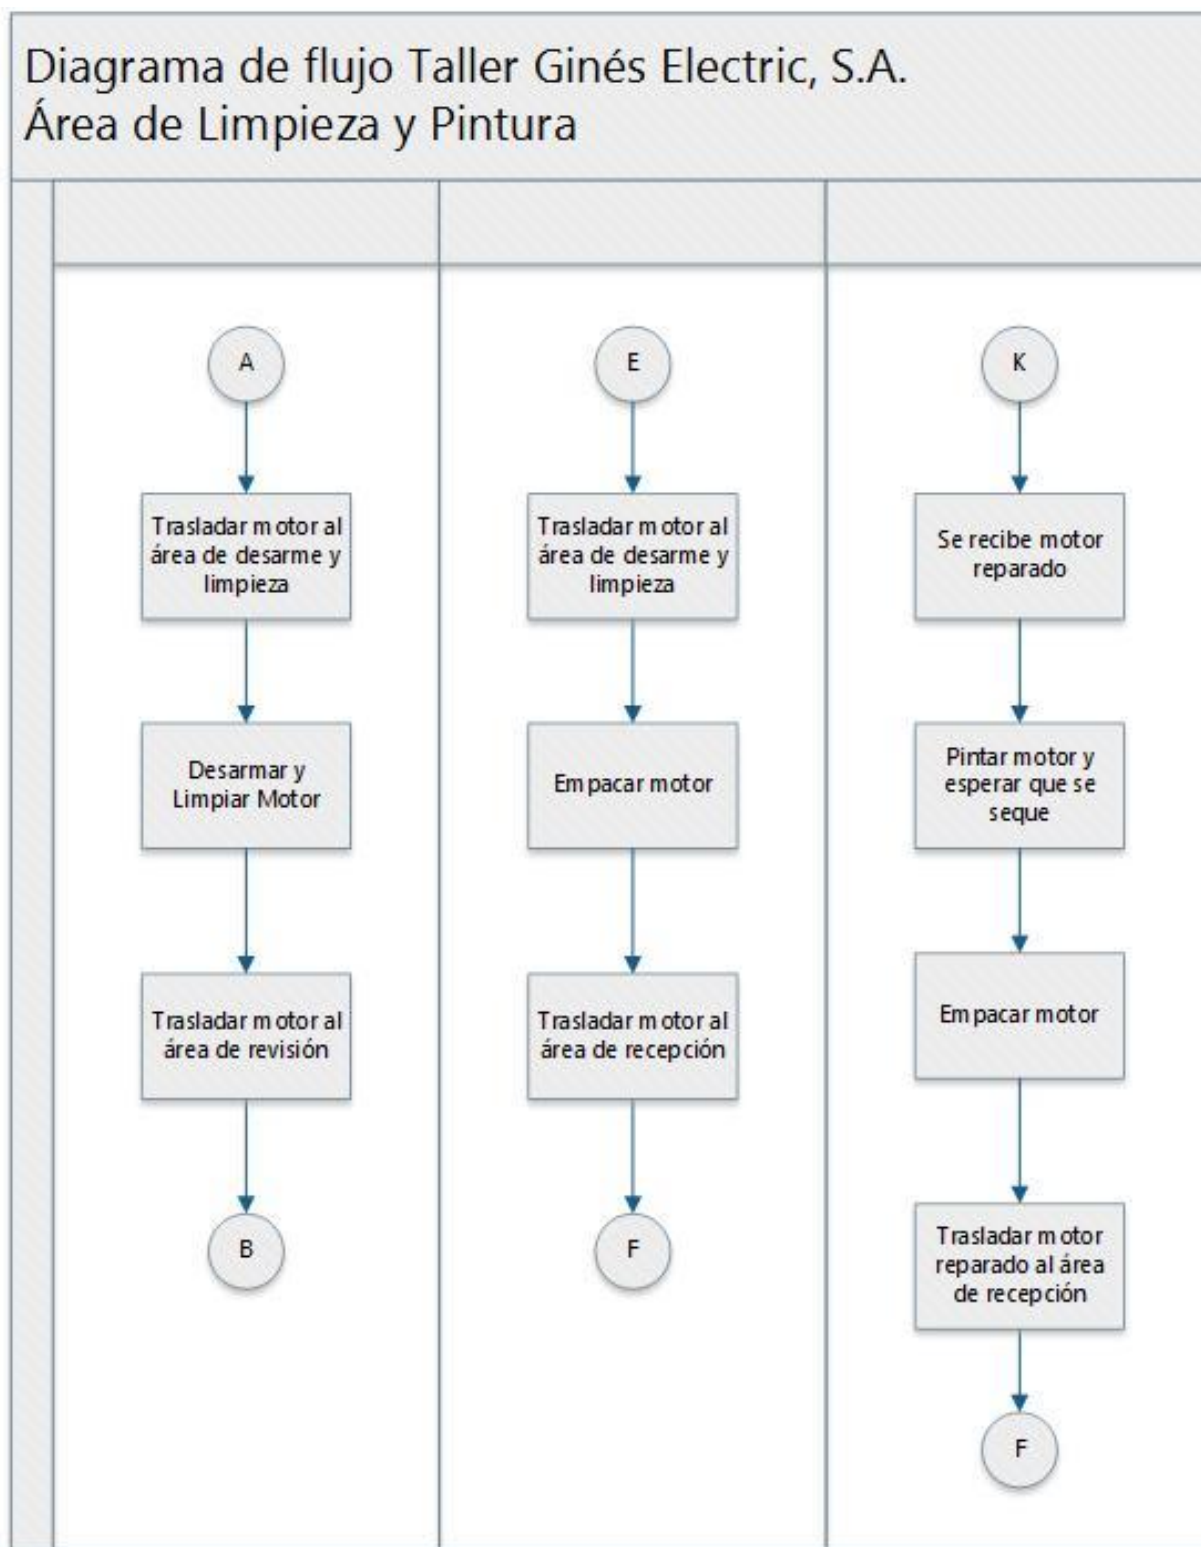 Diagrama de flujo Taller Ginés Electric, S.A.
Área de Limpieza y Pintura
A
Trasladar motor al
área de desarme y
limpieza
Desarmar y
Limpiar Motor
Trasladar motor al
área de revisión
B
E
Trasladar motor al
área de desarme y
limpieza
Empacar motor
Trasladar motor al
área de recepción
F
K
Se recibe motor
reparado
Pintar motor y
esperar que se
seque
Empacar motor
Trasladar motor
reparado al área
de recepción
F